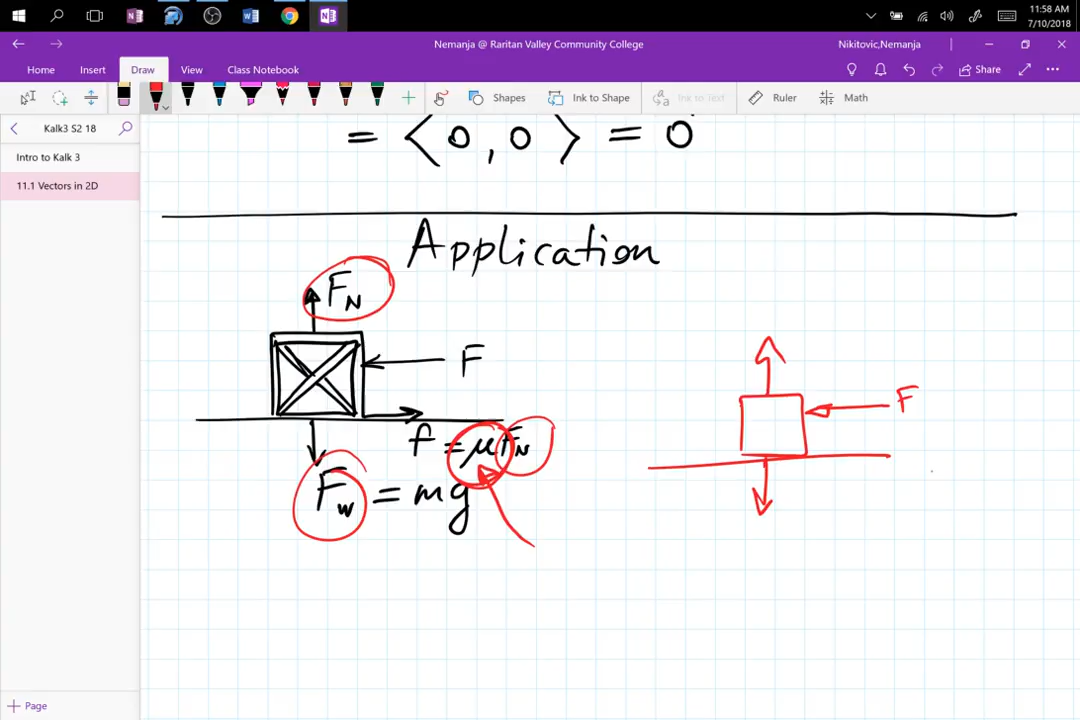 11:58 AM
7/10/2018
Nemanja @ Raritan Valley Community College
Nikitovic,Nemanja
Home Insert Draw View Class Notebook
Share
Shapes Ink to Shape Ink to Text Ruler Math
Kalk3 S2 18
Intro to Kalk 3
11.1 Vectors in 2D
= <0,0> = 0
Application
F_N
F
F
f = μF_N
F_w = mg
Page